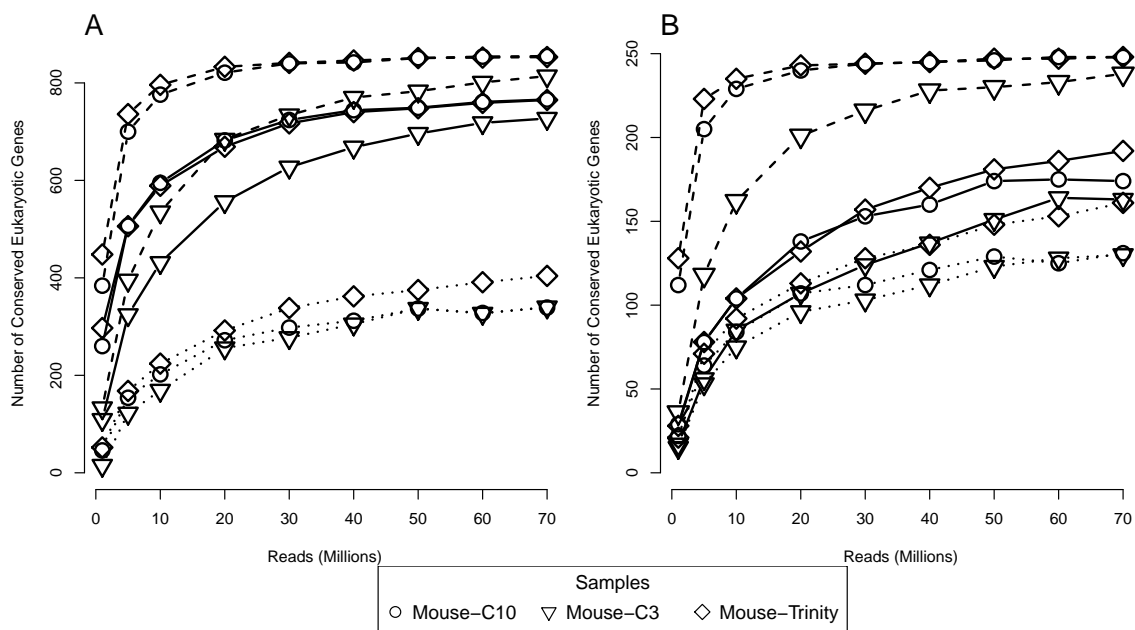 A
B
Number of Conserved Eukaryotic Genes
0 200 400 600 800
0 10 20 30 40 50 60 70
Reads (Millions)
Number of Conserved Eukaryotic Genes
0 50 100 150 200 250
0 10 20 30 40 50 60 70
Reads (Millions)
Samples
Mouse−C10 Mouse−C3 Mouse−Trinity